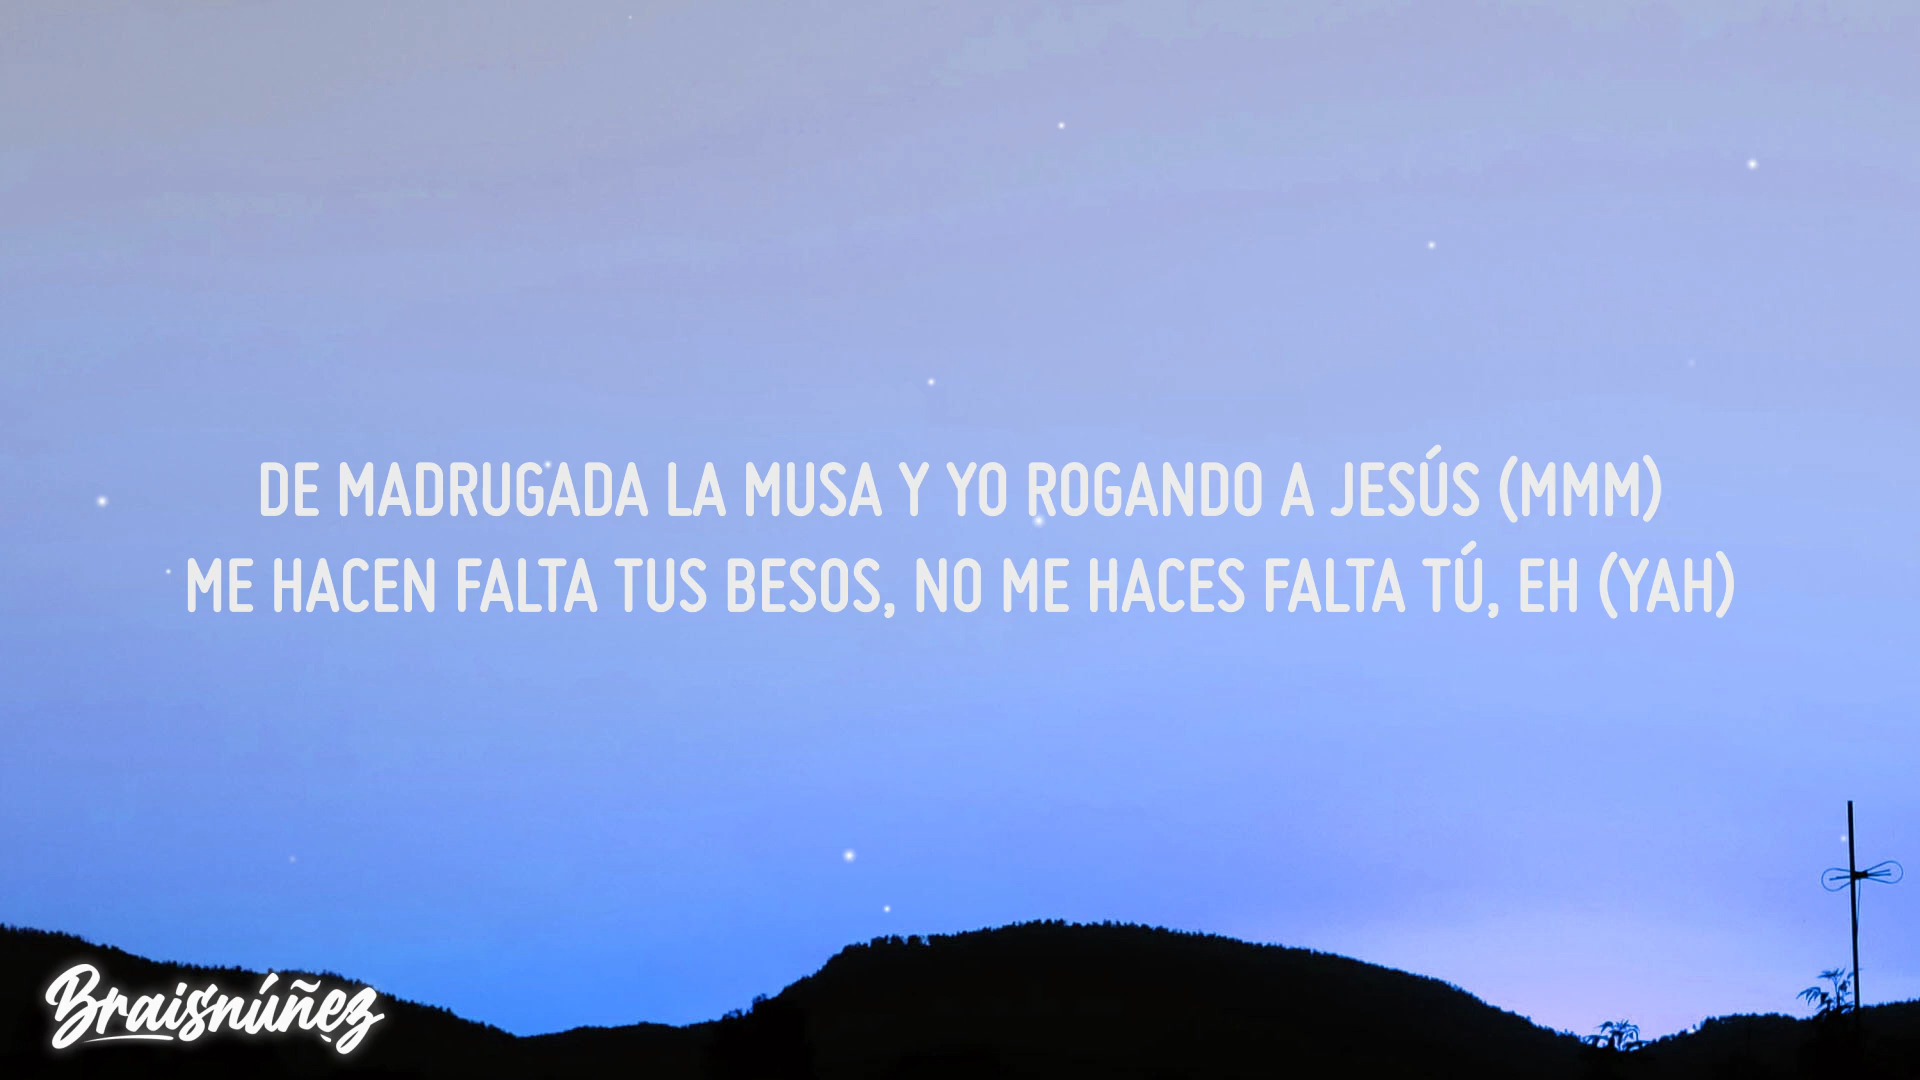 DE MADRUGADA LA MUSA Y YO ROGANDO A JESÚS (MMM)
ME HACEN FALTA TUS BESOS, NO ME HACES FALTA TÚ, EH (YAH)
Braisnúñez